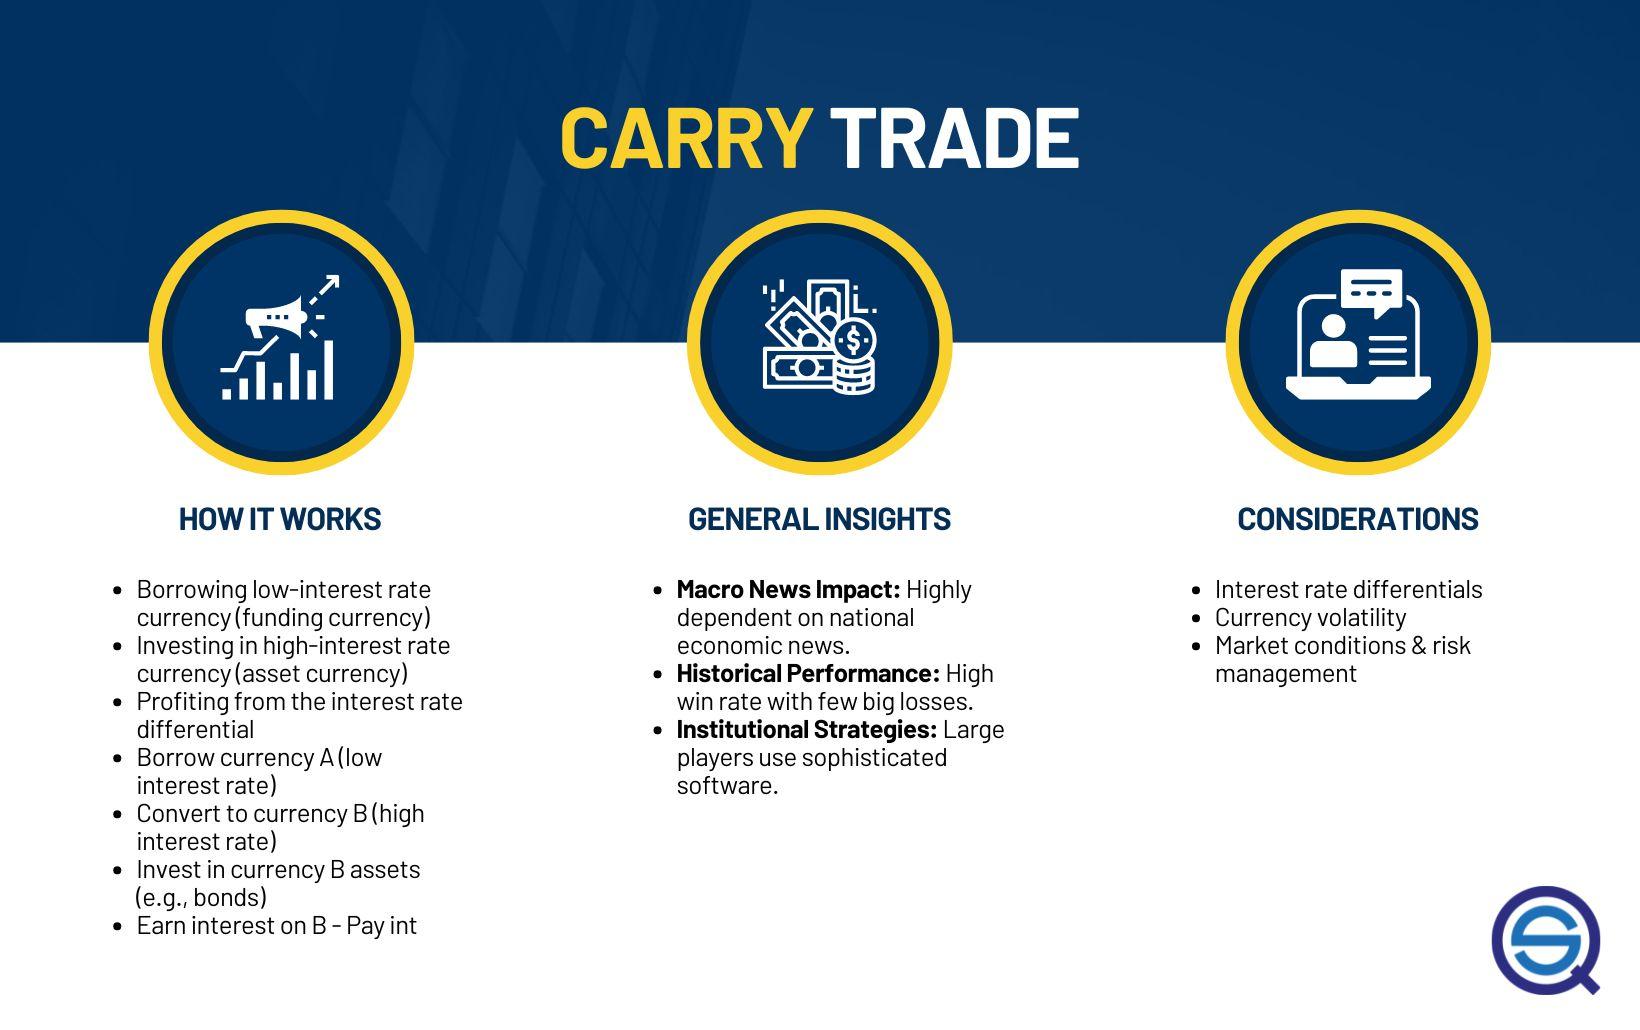 CARRY TRADE
HOW IT WORKS
• Borrowing low-interest rate
currency (funding currency)
• Investing in high-interest rate
currency (asset currency)
• Profiting from the interest rate
differential
• Borrow currency A (low
interest rate)
• Convert to currency B (high
interest rate)
• Invest in currency B assets
(e.g., bonds)
• Earn interest on B - Pay int
GENERAL INSIGHTS
• Macro News Impact: Highly
dependent on national
economic news.
• Historical Performance: High
win rate with few big losses.
• Institutional Strategies: Large
players use sophisticated
software.
CONSIDERATIONS
• Interest rate differentials
• Currency volatility
• Market conditions & risk
management